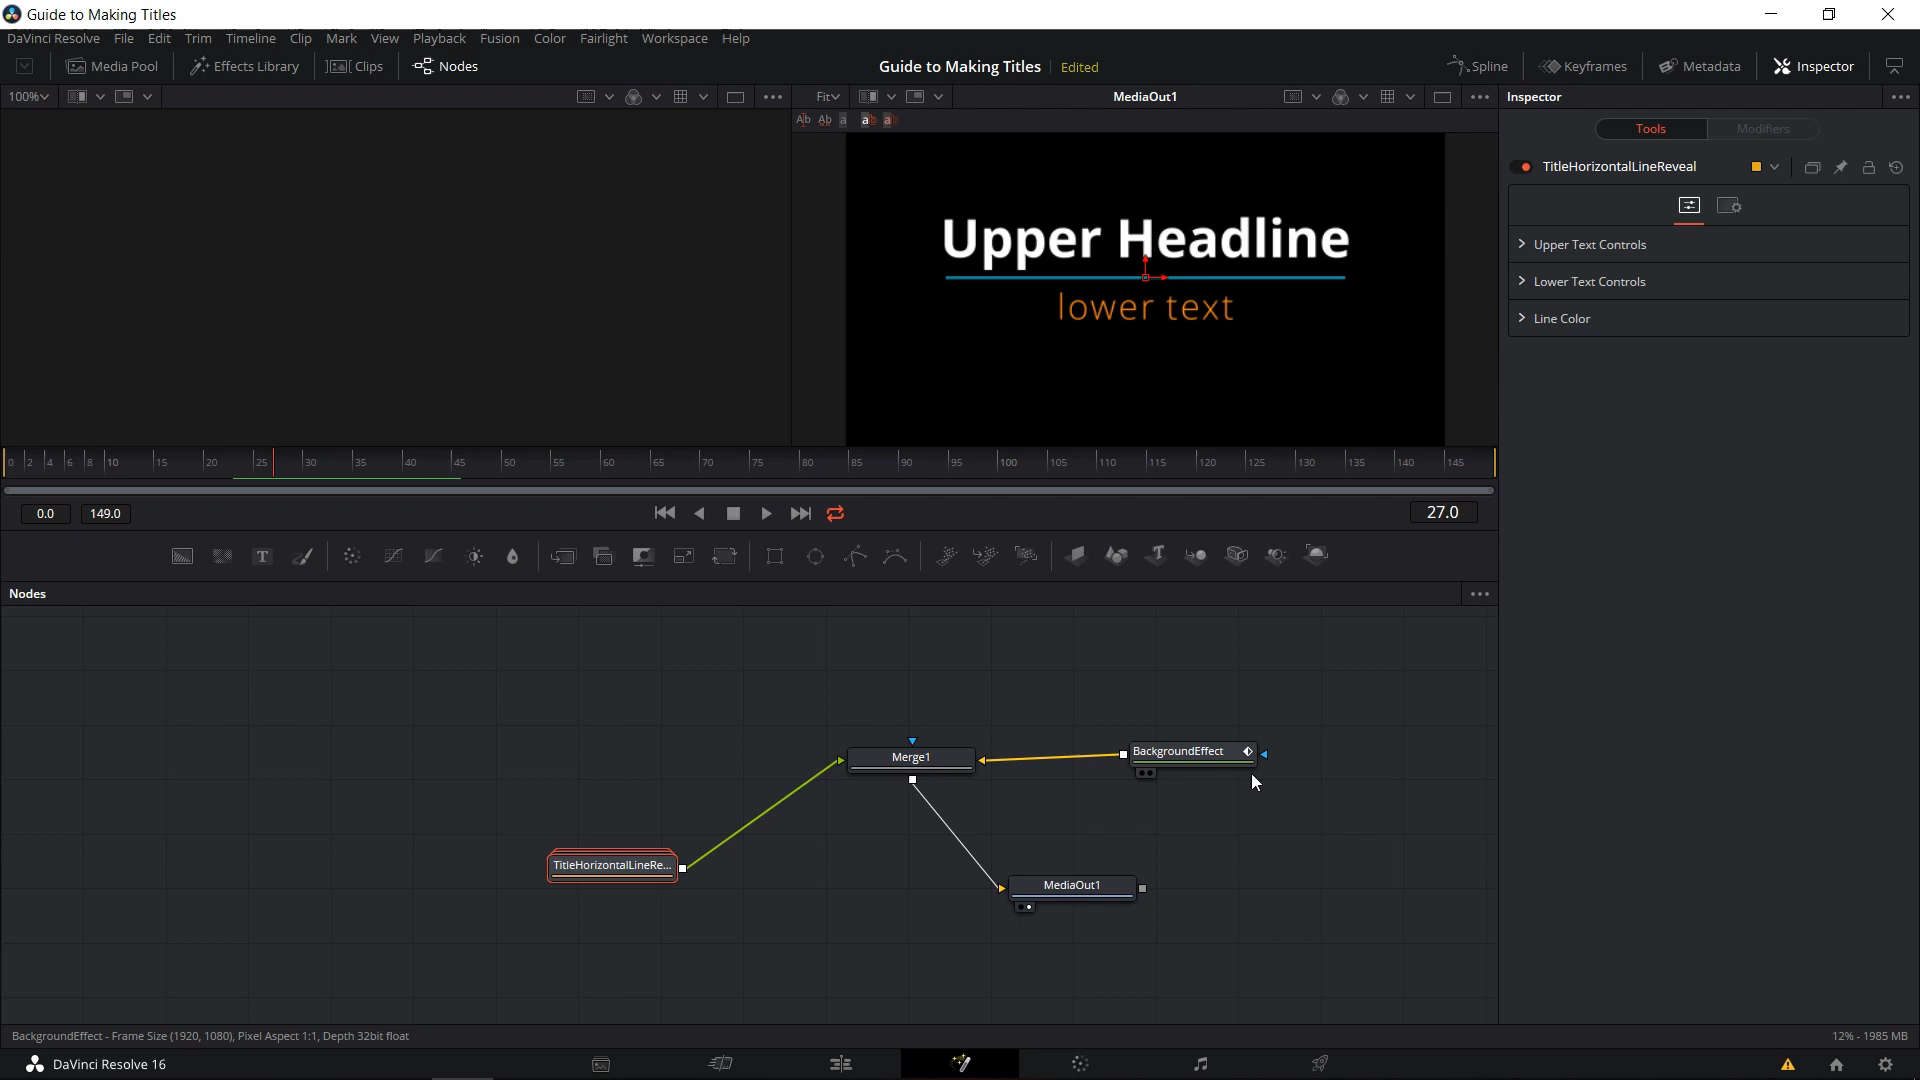 Guide to Making Titles
DaVinci Resolve File Edit Trim Timeline Clip Mark View Playback Fusion Color Fairlight Workspace Help
Media Pool Effects Library Clips Nodes Guide to Making Titles Edited Spline Keyframes Metadata Inspector
100% Fit MediaOut1 Inspector
Tools Modifiers
TitleHorizontalLineReveal
Upper Text Controls
Lower Text Controls
Line Color
Upper Headline
lower text
0 2 4 6 8 10 15 20 25 30 35 40 45 50 55 60 65 70 75 80 85 90 95 100 105 110 115 120 125 130 135 140 145
0.0 149.0 27.0
Nodes
Merge1
BackgroundEffect
TitleHorizontalLineRe...
MediaOut1
BackgroundEffect - Frame Size (1920, 1080), Pixel Aspect 1:1, Depth 32bit float 12% - 1985 MB
DaVinci Resolve 16